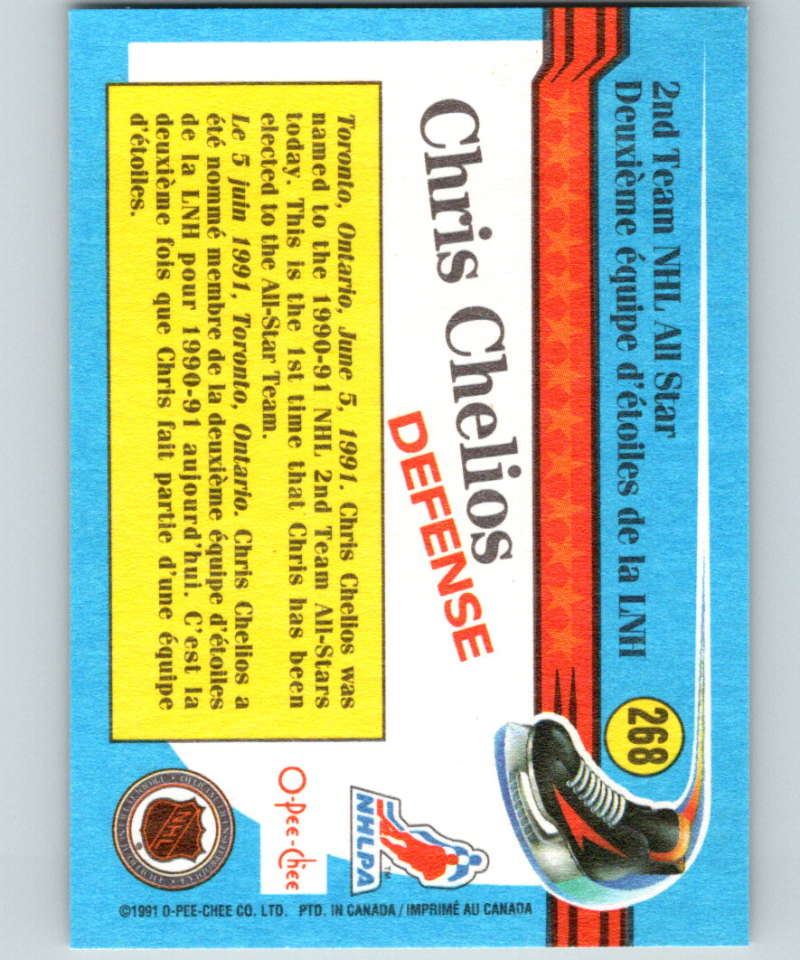 2nd Team NHL All Star
Deuxième équipe d'étoiles de la LNH
268
Chris Chelios
DEFENSE
Toronto, Ontario, June 5, 1991. Chris Chelios was
named to the 1990-91 NHL 2nd Team All-Stars
today. This is the 1st time that Chris has been
elected to the All-Star Team.
Le 5 juin 1991, Toronto, Ontario. Chris Chelios a
été nommé membre de la deuxième équipe d'étoiles
de la LNH pour 1990-91 aujourd'hui. C'est la
deuxième fois que Chris fait partie d'une équipe
d'étoiles.
NHLPA
TM
O-Pee-Chee
NHL
©1991 O-PEE-CHEE CO. LTD. PTD. IN CANADA / IMPRIMÉ AU CANADA